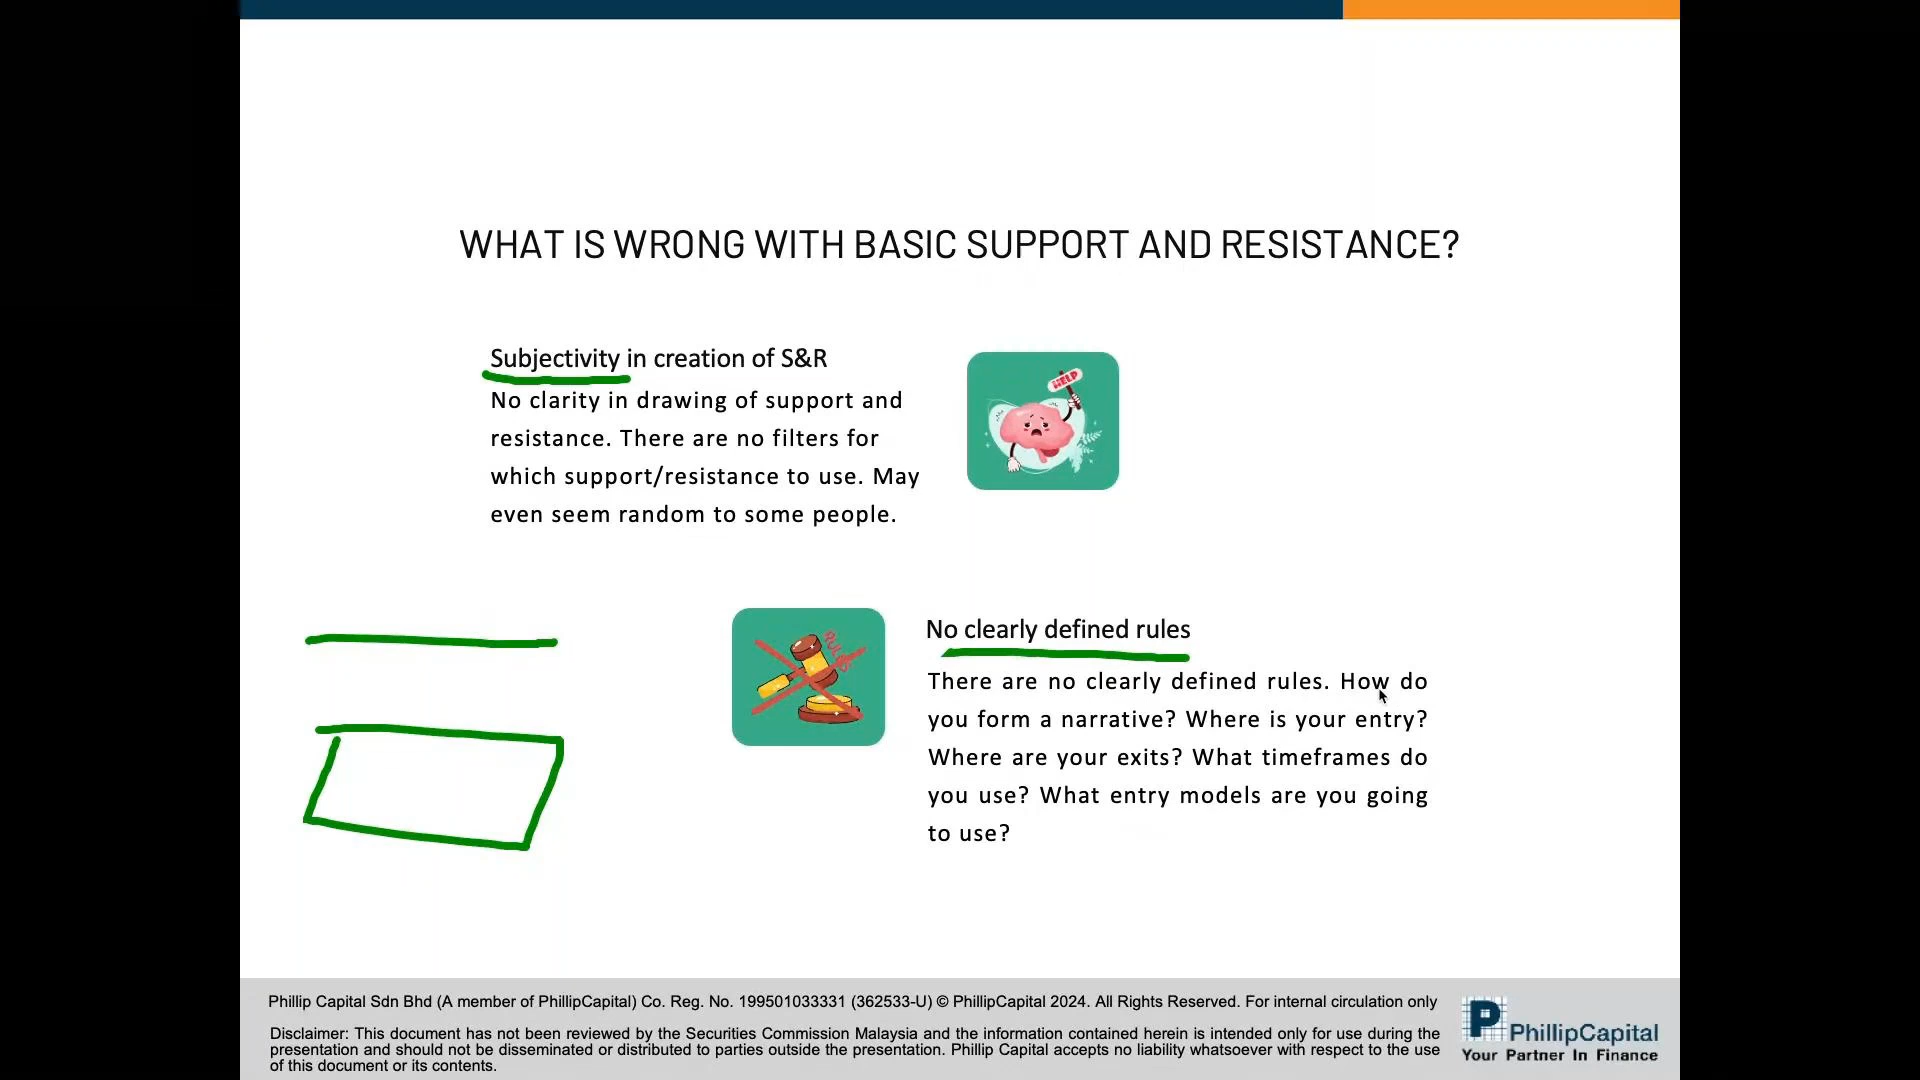 WHAT IS WRONG WITH BASIC SUPPORT AND RESISTANCE?
Subjectivity in creation of S&R
No clarity in drawing of support and
resistance. There are no filters for
which support/resistance to use. May
even seem random to some people.
HELP
RULES
No clearly defined rules
There are no clearly defined rules. How do
you form a narrative? Where is your entry?
Where are your exits? What timeframes do
you use? What entry models are you going
to use?
Phillip Capital Sdn Bhd (A member of PhillipCapital) Co. Reg. No. 199501033331 (362533-U) © PhillipCapital 2024. All Rights Reserved. For internal circulation only
Disclaimer: This document has not been reviewed by the Securities Commission Malaysia and the information contained herein is intended only for use during the
presentation and should not be disseminated or distributed to parties outside the presentation. Phillip Capital accepts no liability whatsoever with respect to the use
of this document or its contents.
P PhillipCapital
Your Partner In Finance